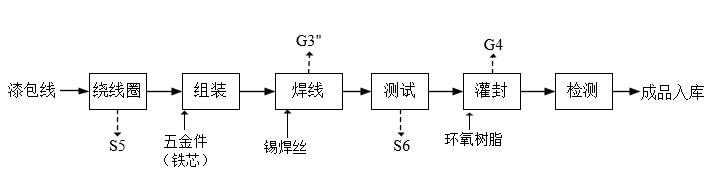 G3"
G4
漆包线
绕线圈
组装
焊线
测试
灌封
检测
成品入库
S5
五金件
（铁芯）
锡焊丝
S6
环氧树脂